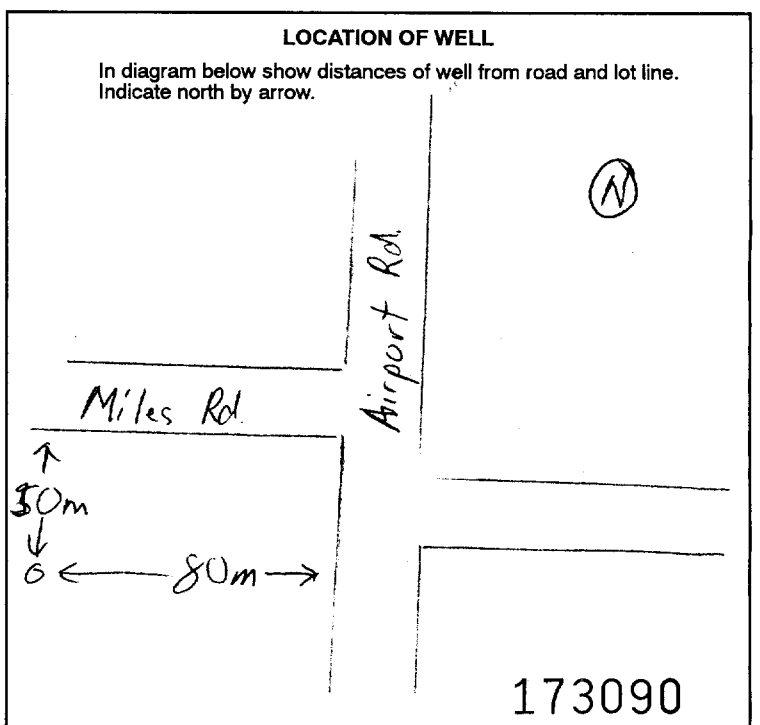 LOCATION OF WELL
In diagram below show distances of well from road and lot line.
Indicate north by arrow.
N
Airport Rd.
Miles Rd.
80m
173090